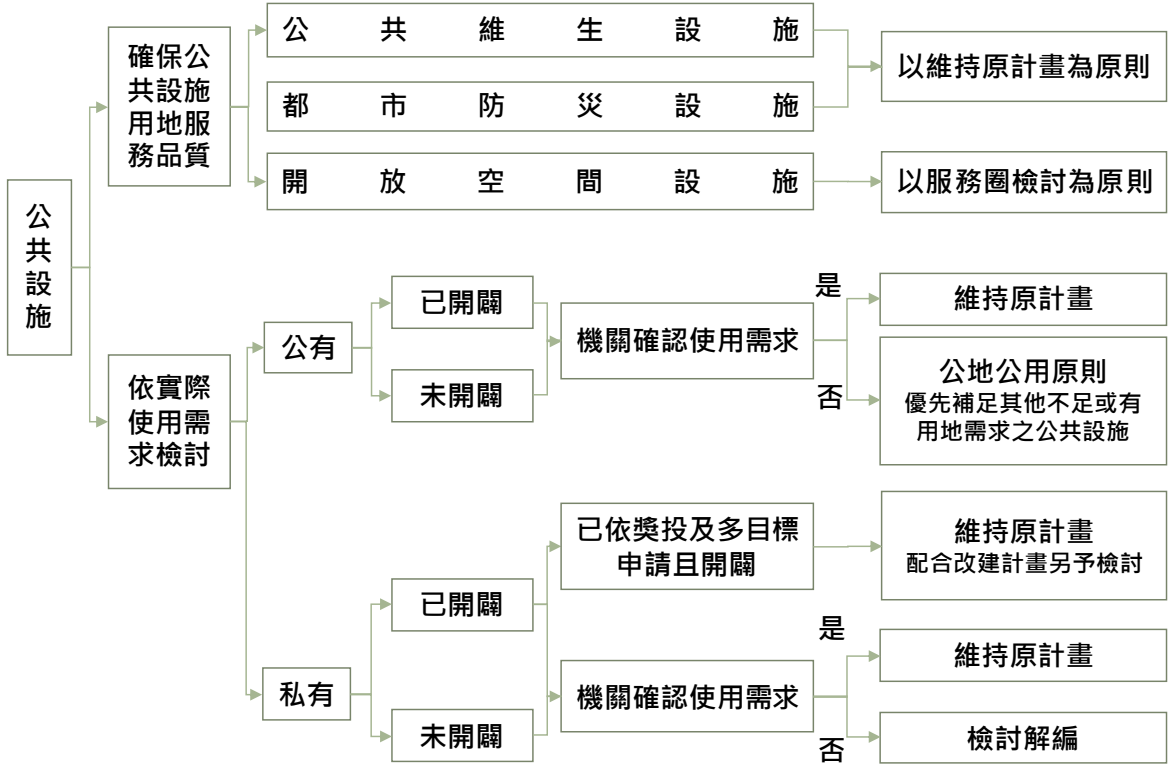 公
共
設
施
確保公
共設施
用地服
務品質
公共維生設施
都市防災設施
開放空間設施
以維持原計畫為原則
以服務圈檢討為原則
依實際
使用需
求檢討
公有
已開闢
未開闢
機關確認使用需求
是
否
維持原計畫
公地公用原則
優先補足其他不足或有
用地需求之公共設施
私有
已開闢
未開闢
已依獎投及多目標
申請且開闢
維持原計畫
配合改建計畫另予檢討
機關確認使用需求
是
否
維持原計畫
檢討解編